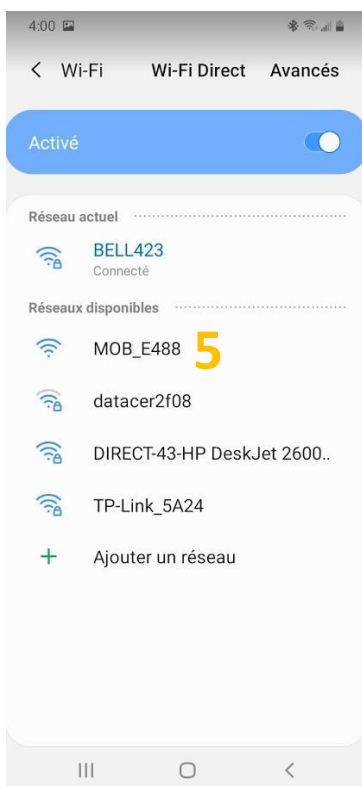 4:00
Wi-Fi Wi-Fi Direct Avancés
Activé
Réseau actuel
BELL423
Connecté
Réseaux disponibles
MOB_E488 5
datacer2f08
DIRECT-43-HP DeskJet 2600..
TP-Link_5A24
+ Ajouter un réseau